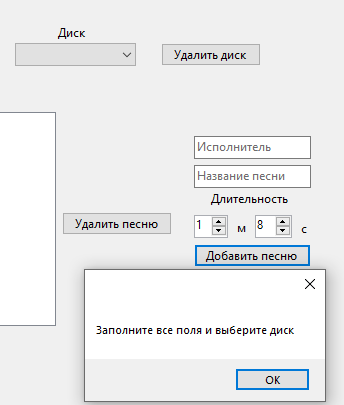 Диск
Удалить диск
Исполнитель
Название песни
Длительность
Удалить песню
1 м 8 с
Добавить песню
Заполните все поля и выберите диск
OK